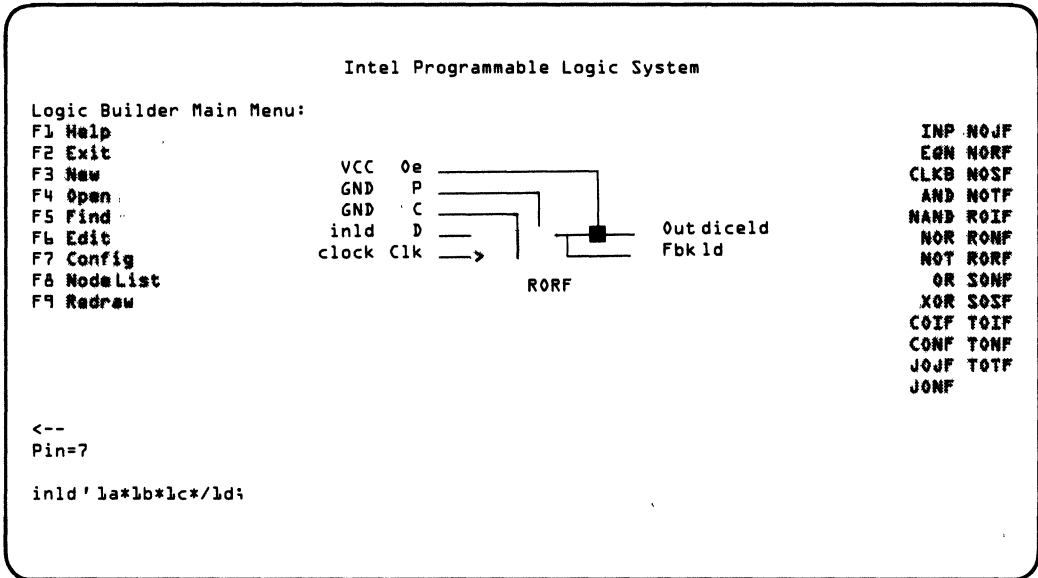 Intel Programmable Logic System
Logic Builder Main Menu:
F1 Help
F2 Exit
F3 New
F4 Open
F5 Find
F6 Edit
F7 Config
F8 NodeList
F9 Redraw
VCC Oe
GND P
GND C
in1d D
clock Clk
Out dice1d
Fbk 1d
RORF
INP NOJF
EQN NORF
CLKB NOSF
AND NOTF
NAND ROIF
NOR RONF
NOT RORF
OR SONF
XOR SOSF
COIF TOIF
CONF TONF
JOJF TOTF
JONF
<--
Pin=7
in1d ' 1a*1b*1c*/1d;